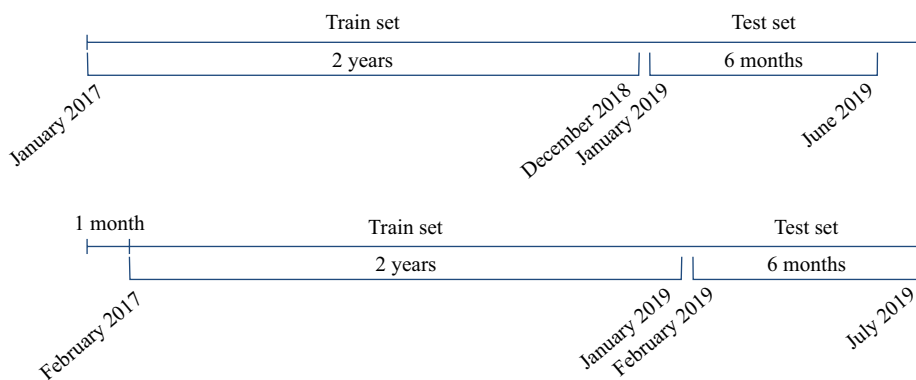 Train set
Test set
2 years
6 months
January 2017
December 2018
January 2019
June 2019
1 month
Train set
Test set
2 years
6 months
February 2017
January 2019
February 2019
July 2019